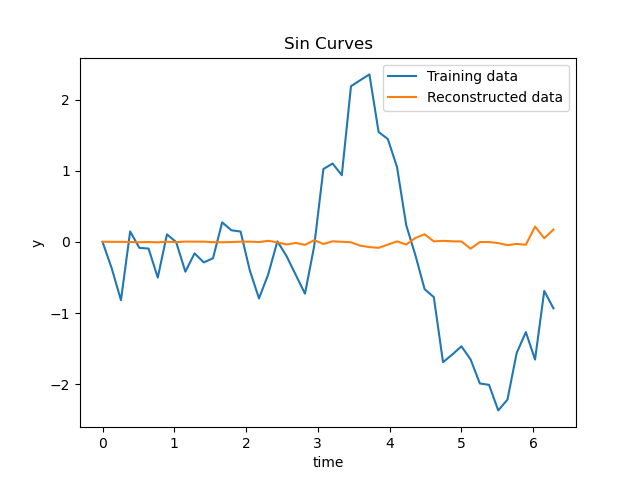 Sin Curves
Training data
Reconstructed data
2
1
0
−1
−2
y
0 1 2 3 4 5 6
time